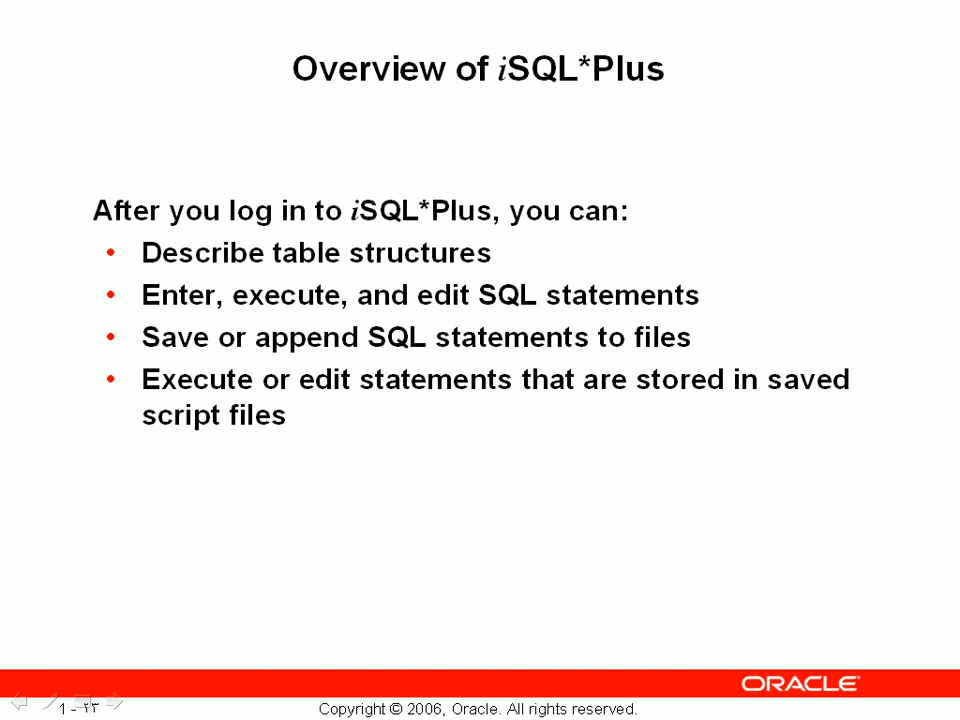 Overview of iSQL*Plus
After you log in to iSQL*Plus, you can:
• Describe table structures
• Enter, execute, and edit SQL statements
• Save or append SQL statements to files
• Execute or edit statements that are stored in saved
script files
ORACLE
1 - ٢٣
Copyright © 2006, Oracle. All rights reserved.